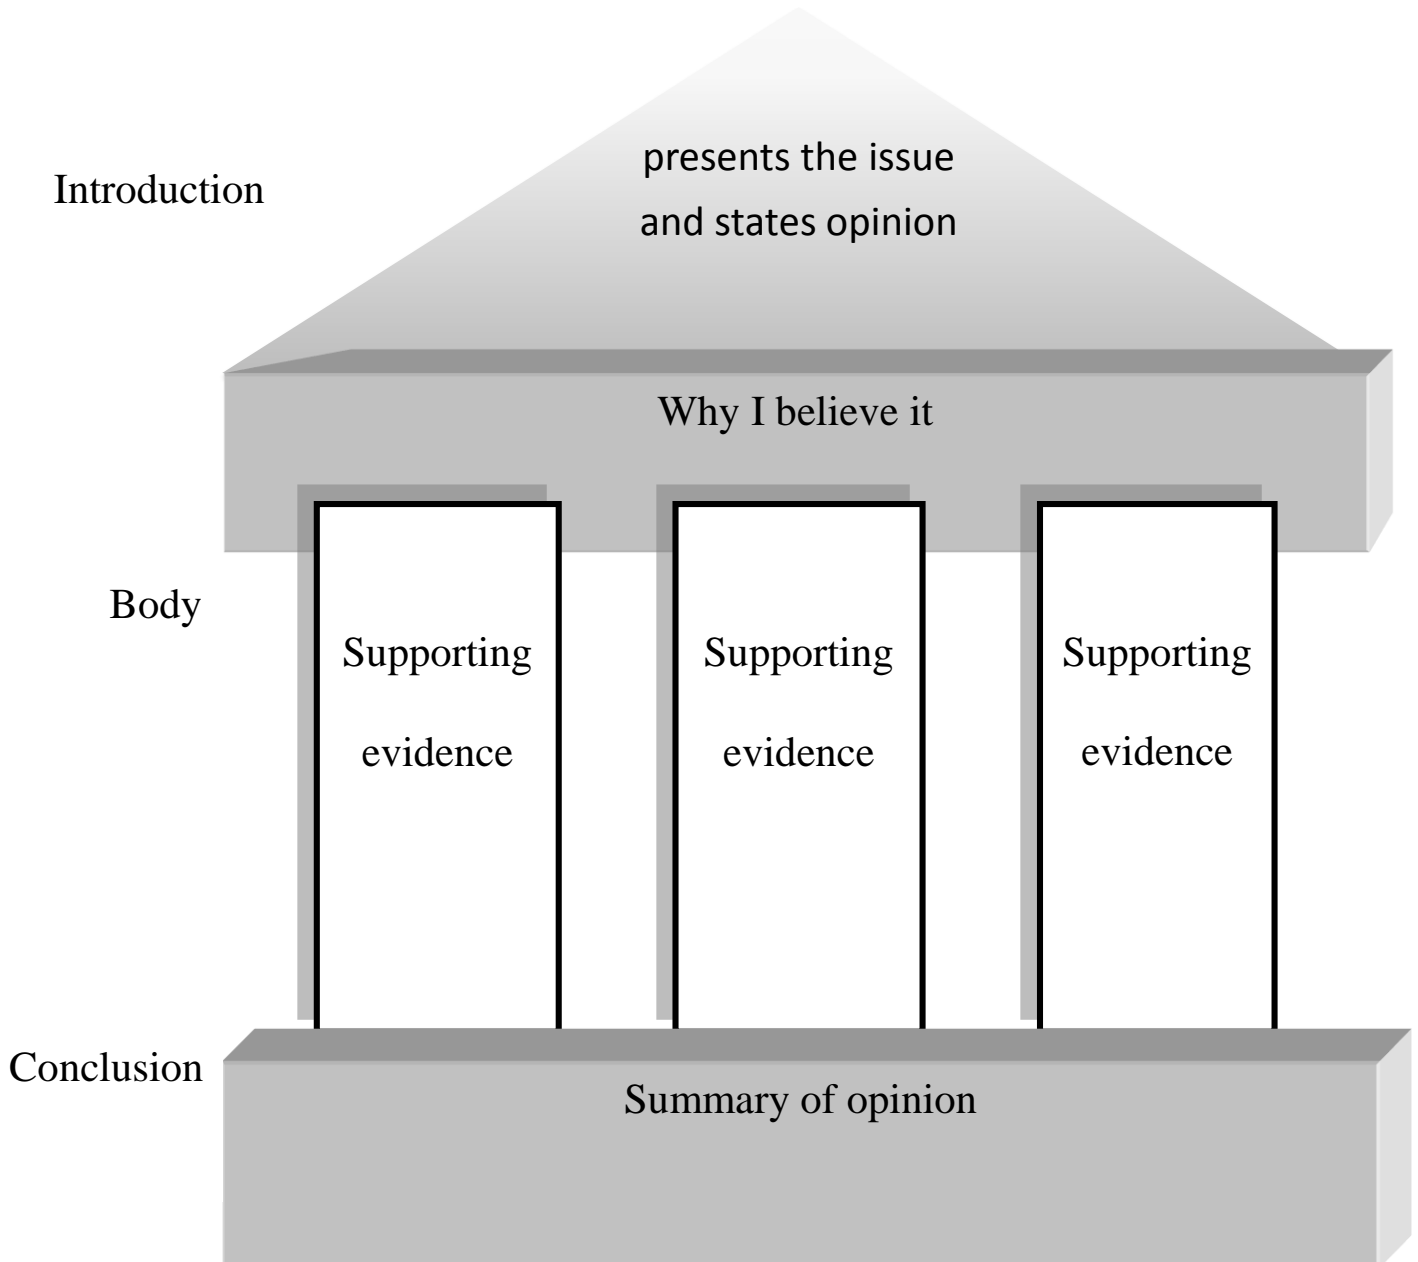 presents the issue
and states opinion
Introduction
Why I believe it
Body
Supporting
evidence
Supporting
evidence
Supporting
evidence
Conclusion
Summary of opinion